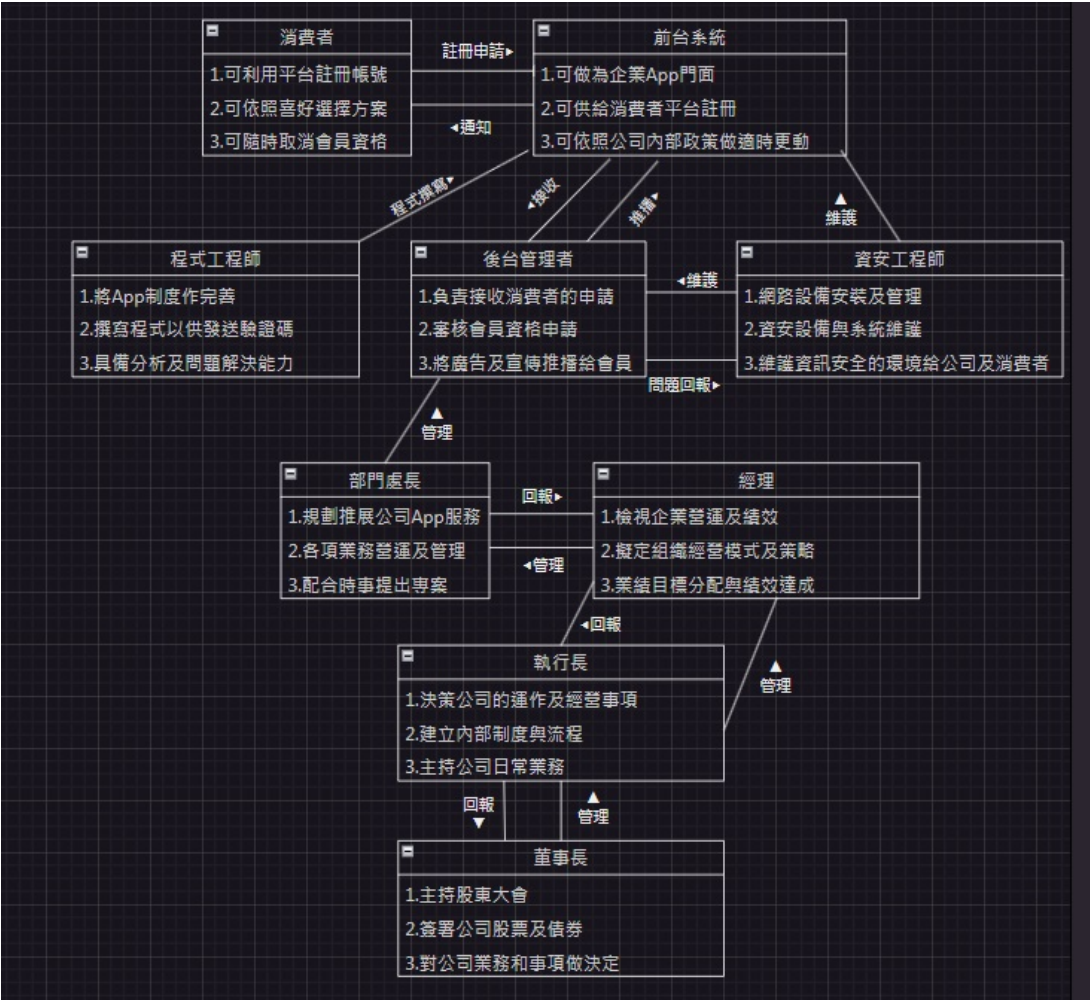 消費者
1.可利用平台註冊帳號
2.可依照喜好選擇方案
3.可隨時取消會員資格
註冊申請▸
◂通知
前台系統
1.可做為企業App門面
2.可供給消費者平台註冊
3.可依照公司內部政策做適時更動
程式撰寫▸
◂接收
推播▸
▲
維護
程式工程師
1.將App制度作完善
2.撰寫程式以供發送驗證碼
3.具備分析及問題解決能力
後台管理者
1.負責接收消費者的申請
2.審核會員資格申請
3.將廣告及宣傳推播給會員
◂維護
問題回報▸
資安工程師
1.網路設備安裝及管理
2.資安設備與系統維護
3.維護資訊安全的環境給公司及消費者
▲
管理
部門處長
1.規劃推展公司App服務
2.各項業務營運及管理
3.配合時事提出專案
回報▸
◂管理
經理
1.檢視企業營運及績效
2.擬定組織經營模式及策略
3.業績目標分配與績效達成
◂回報
▲
管理
執行長
1.決策公司的運作及經營事項
2.建立內部制度與流程
3.主持公司日常業務
回報
▼
▲
管理
董事長
1.主持股東大會
2.簽署公司股票及債券
3.對公司業務和事項做決定